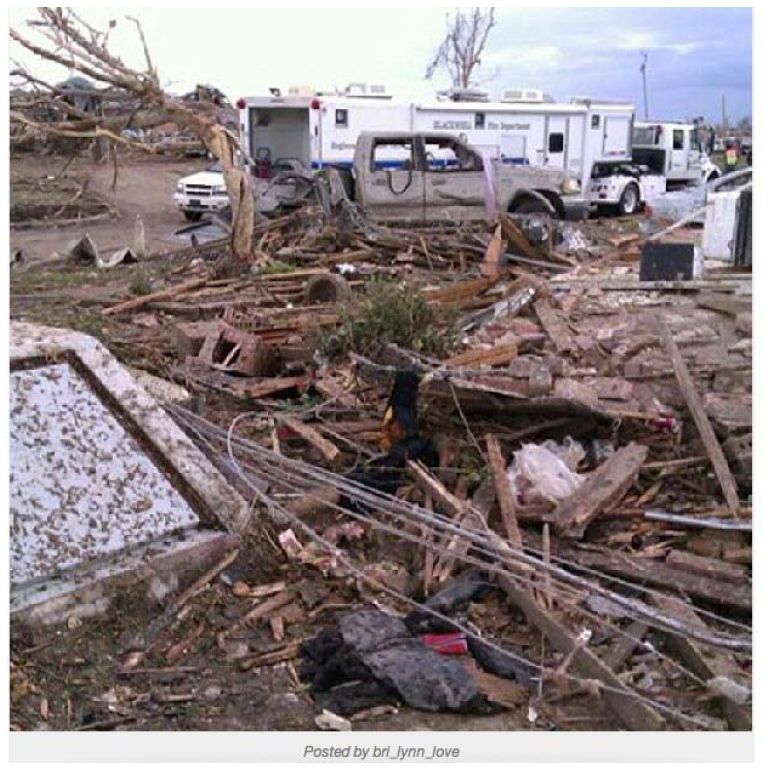 BLACKWELL Fire Department
Posted by bri_lynn_love